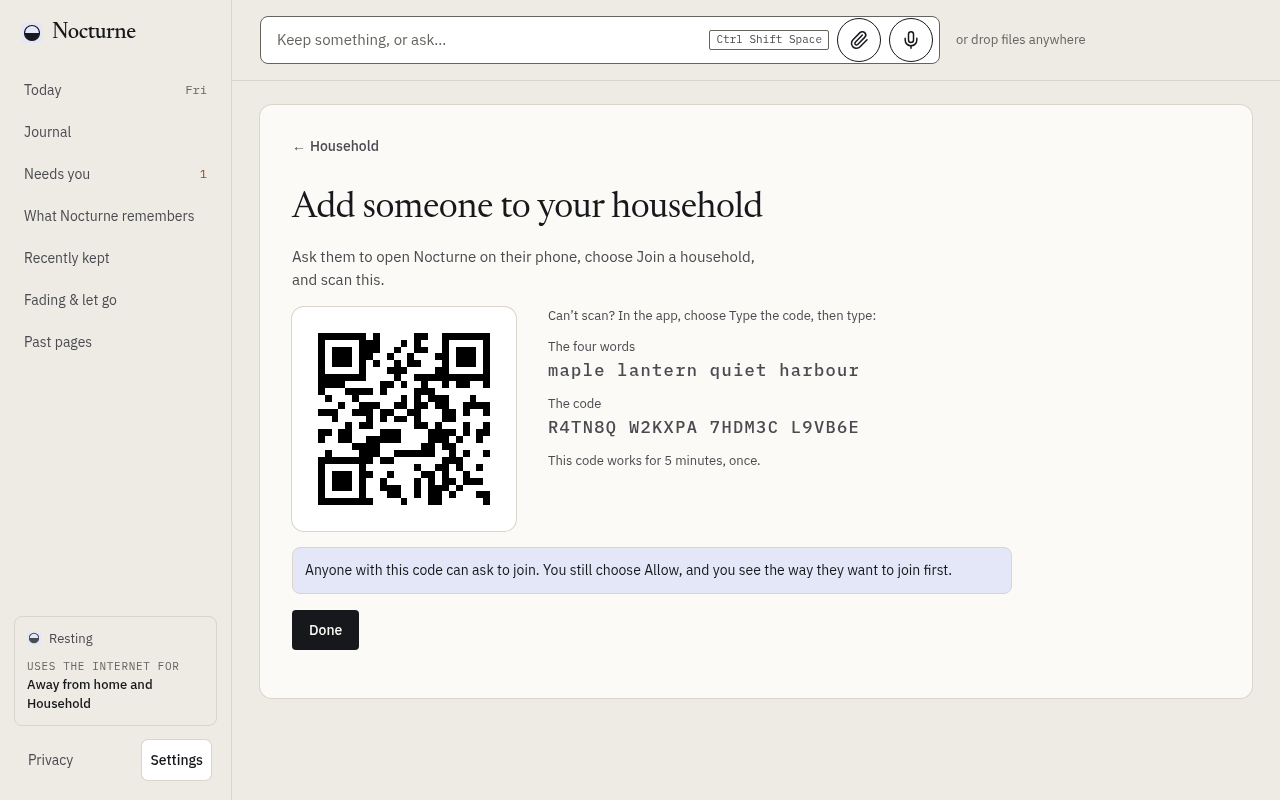 Nocturne
Keep something, or ask...
Ctrl Shift Space
or drop files anywhere
Today
Fri
Journal
Needs you
1
What Nocturne remembers
Recently kept
Fading & let go
Past pages
← Household
Add someone to your household
Ask them to open Nocturne on their phone, choose Join a household,
and scan this.
Can’t scan? In the app, choose Type the code, then type:
The four words
maple lantern quiet harbour
The code
R4TN8Q W2KXPA 7HDM3C L9VB6E
This code works for 5 minutes, once.
Anyone with this code can ask to join. You still choose Allow, and you see the way they want to join first.
Done
Resting
USES THE INTERNET FOR
Away from home and
Household
Privacy
Settings